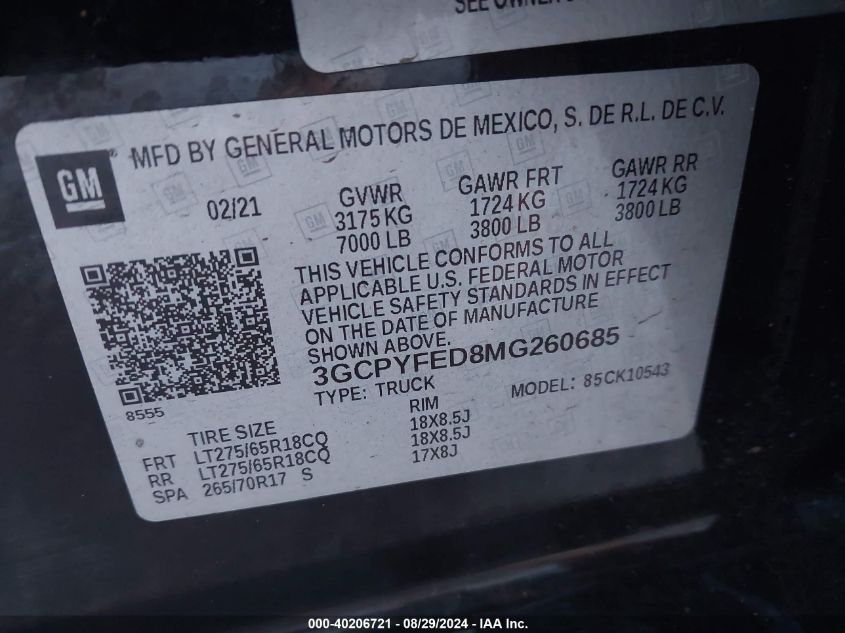 SEE OWNER
MFD BY GENERAL MOTORS DE MEXICO, S. DE R.L. DE C.V.
GM ®
02/21
GVWR GAWR FRT GAWR RR
3175 KG 1724 KG 1724 KG
7000 LB 3800 LB 3800 LB
THIS VEHICLE CONFORMS TO ALL
APPLICABLE U.S. FEDERAL MOTOR
VEHICLE SAFETY STANDARDS IN EFFECT
ON THE DATE OF MANUFACTURE
SHOWN ABOVE.
3GCPYFED8MG260685
TYPE: TRUCK MODEL: 85CK10543
8555
TIRE SIZE RIM
FRT LT275/65R18CQ 18X8.5J
RR LT275/65R18CQ 18X8.5J
SPA 265/70R17 S 17X8J
000-40206721 - 08/29/2024 - IAA Inc.